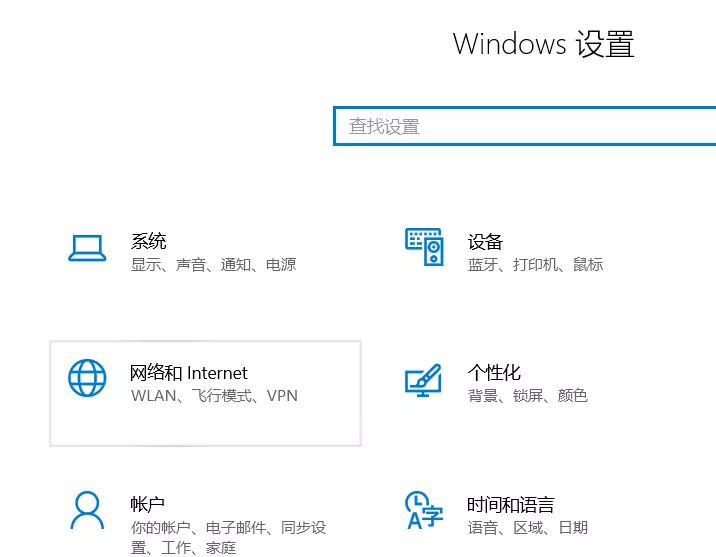 Windows 设置
查找设置
系统
显示、声音、通知、电源
设备
蓝牙、打印机、鼠标
网络和 Internet
WLAN、飞行模式、VPN
个性化
背景、锁屏、颜色
帐户
你的帐户、电子邮件、同步设
置、工作、家庭
时间和语言
语音、区域、日期